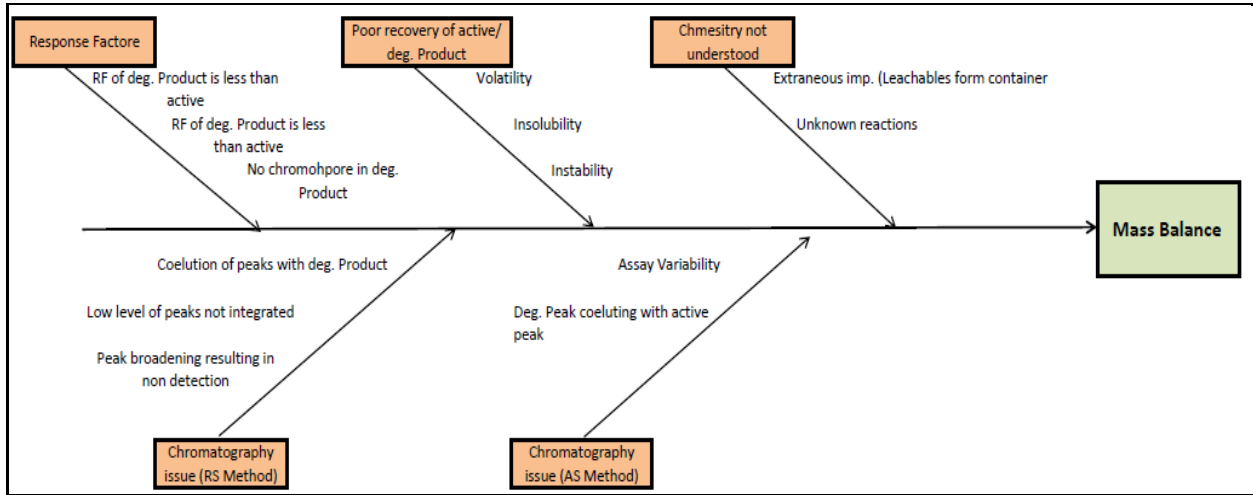 Response Factore
Poor recovery of active/
deg. Product
Chmesitry not
understood
RF of deg. Product is less than
active
RF of deg. Product is less
than active
No chromohpore in deg.
Product
Volatility
Insolubility
Instability
Extraneous imp. (Leachables form container
Unknown reactions
Mass Balance
Coelution of peaks with deg. Product
Low level of peaks not integrated
Peak broadening resulting in
non detection
Assay Variability
Deg. Peak coeluting with active
peak
Chromatography
issue (RS Method)
Chromatography
issue (AS Method)